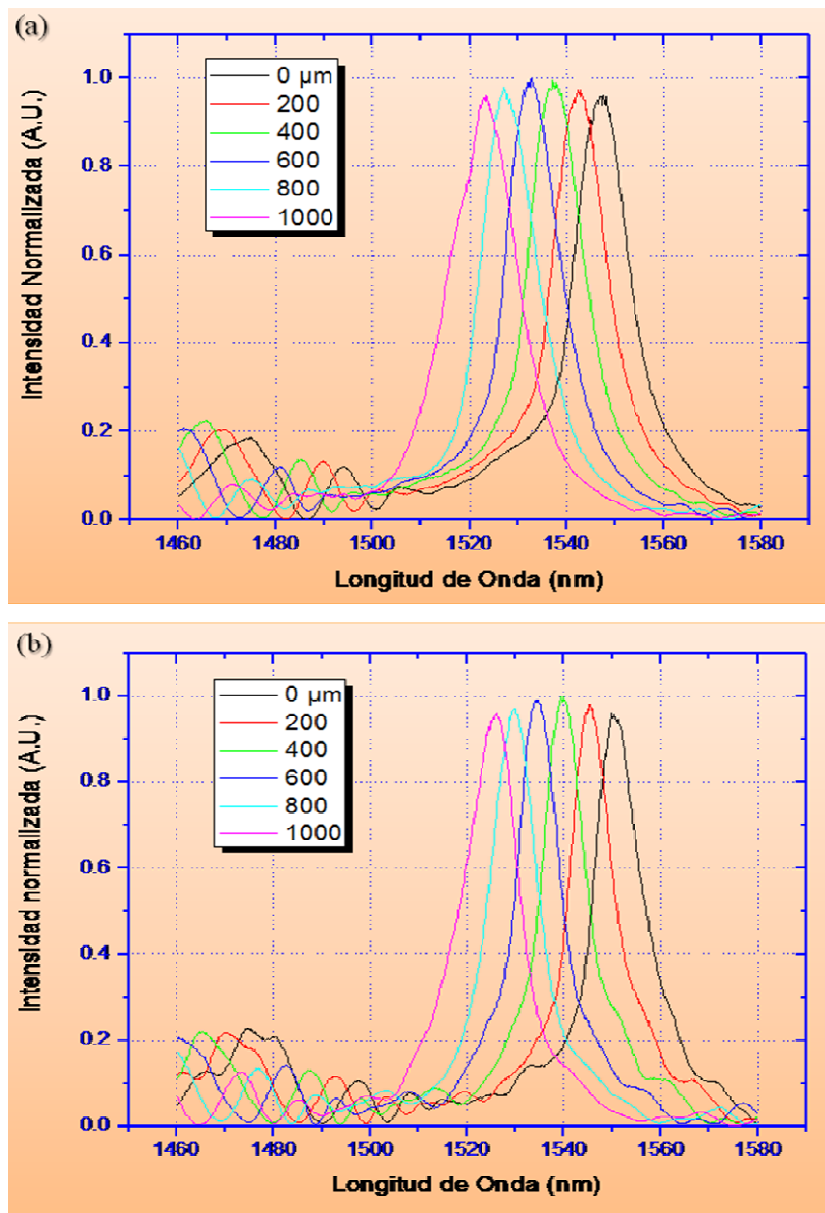 (a)
Intensidad Normalizada (A.U.)
1.0
0.8
0.6
0.4
0.2
0.0
0 µm
200
400
600
800
1000
1460 1480 1500 1520 1540 1560 1580
Longitud de Onda (nm)
(b)
Intensidad normalizada (A.U.)
1.0
0.8
0.6
0.4
0.2
0.0
0 µm
200
400
600
800
1000
1460 1480 1500 1520 1540 1560 1580
Longitud de Onda (nm)